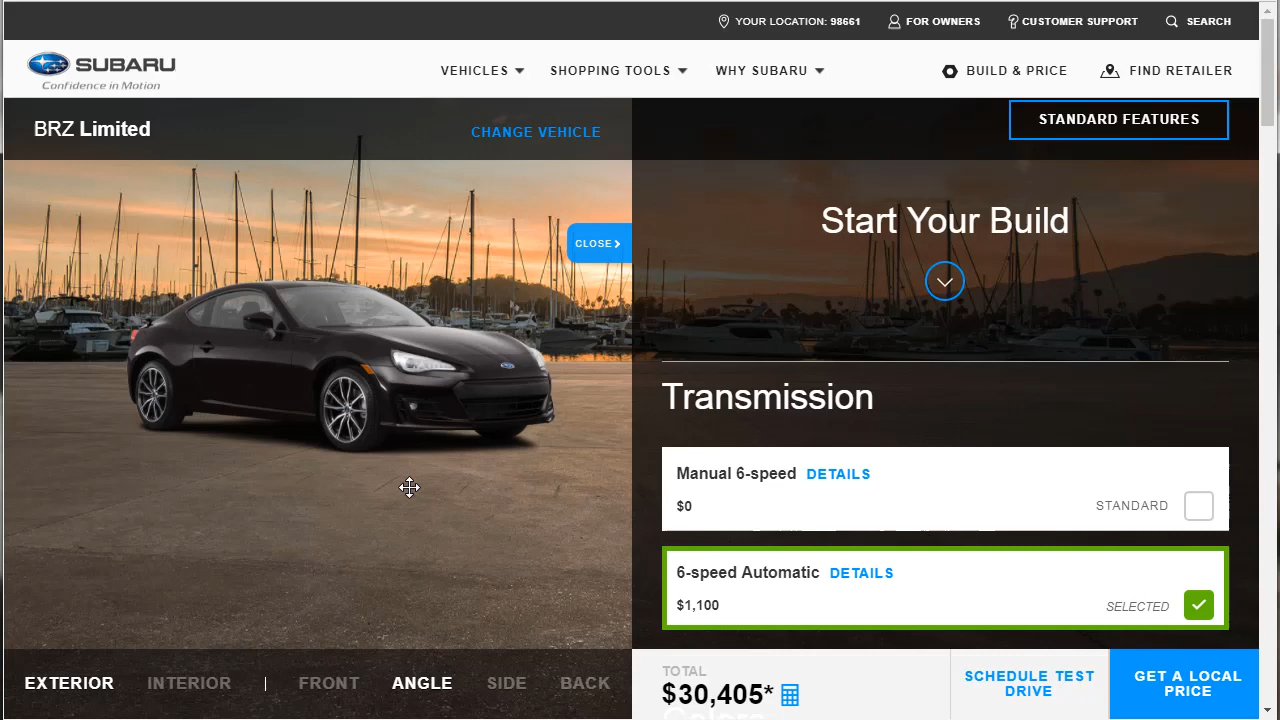 YOUR LOCATION: 98661
FOR OWNERS
CUSTOMER SUPPORT
SEARCH
SUBARU
Confidence in Motion
VEHICLES
SHOPPING TOOLS
WHY SUBARU
BUILD & PRICE
FIND RETAILER
BRZ Limited
CHANGE VEHICLE
STANDARD FEATURES
CLOSE
Start Your Build
Transmission
Manual 6-speed DETAILS
$0
STANDARD
6-speed Automatic DETAILS
$1,100
SELECTED
EXTERIOR
INTERIOR
|
FRONT
ANGLE
SIDE
BACK
TOTAL
$30,405*
SCHEDULE TEST
DRIVE
GET A LOCAL
PRICE